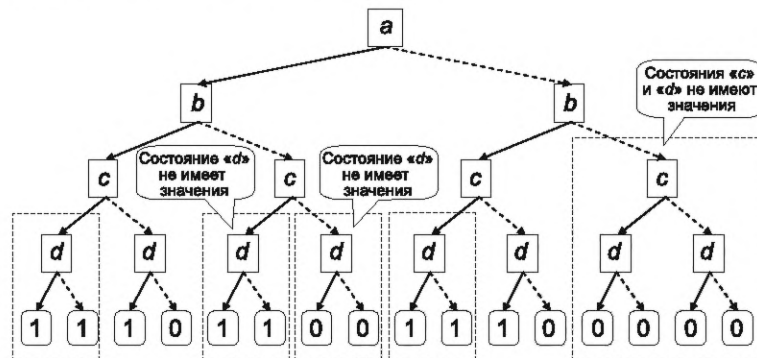 a
b b
Состояния «c»
и «d» не имеют
значения
c c c c
Состояние «d»
не имеет
значения
Состояние «d»
не имеет
значения
d d d d d d d d
1 1 1 0 1 1 0 0 1 1 1 0 0 0 0 0